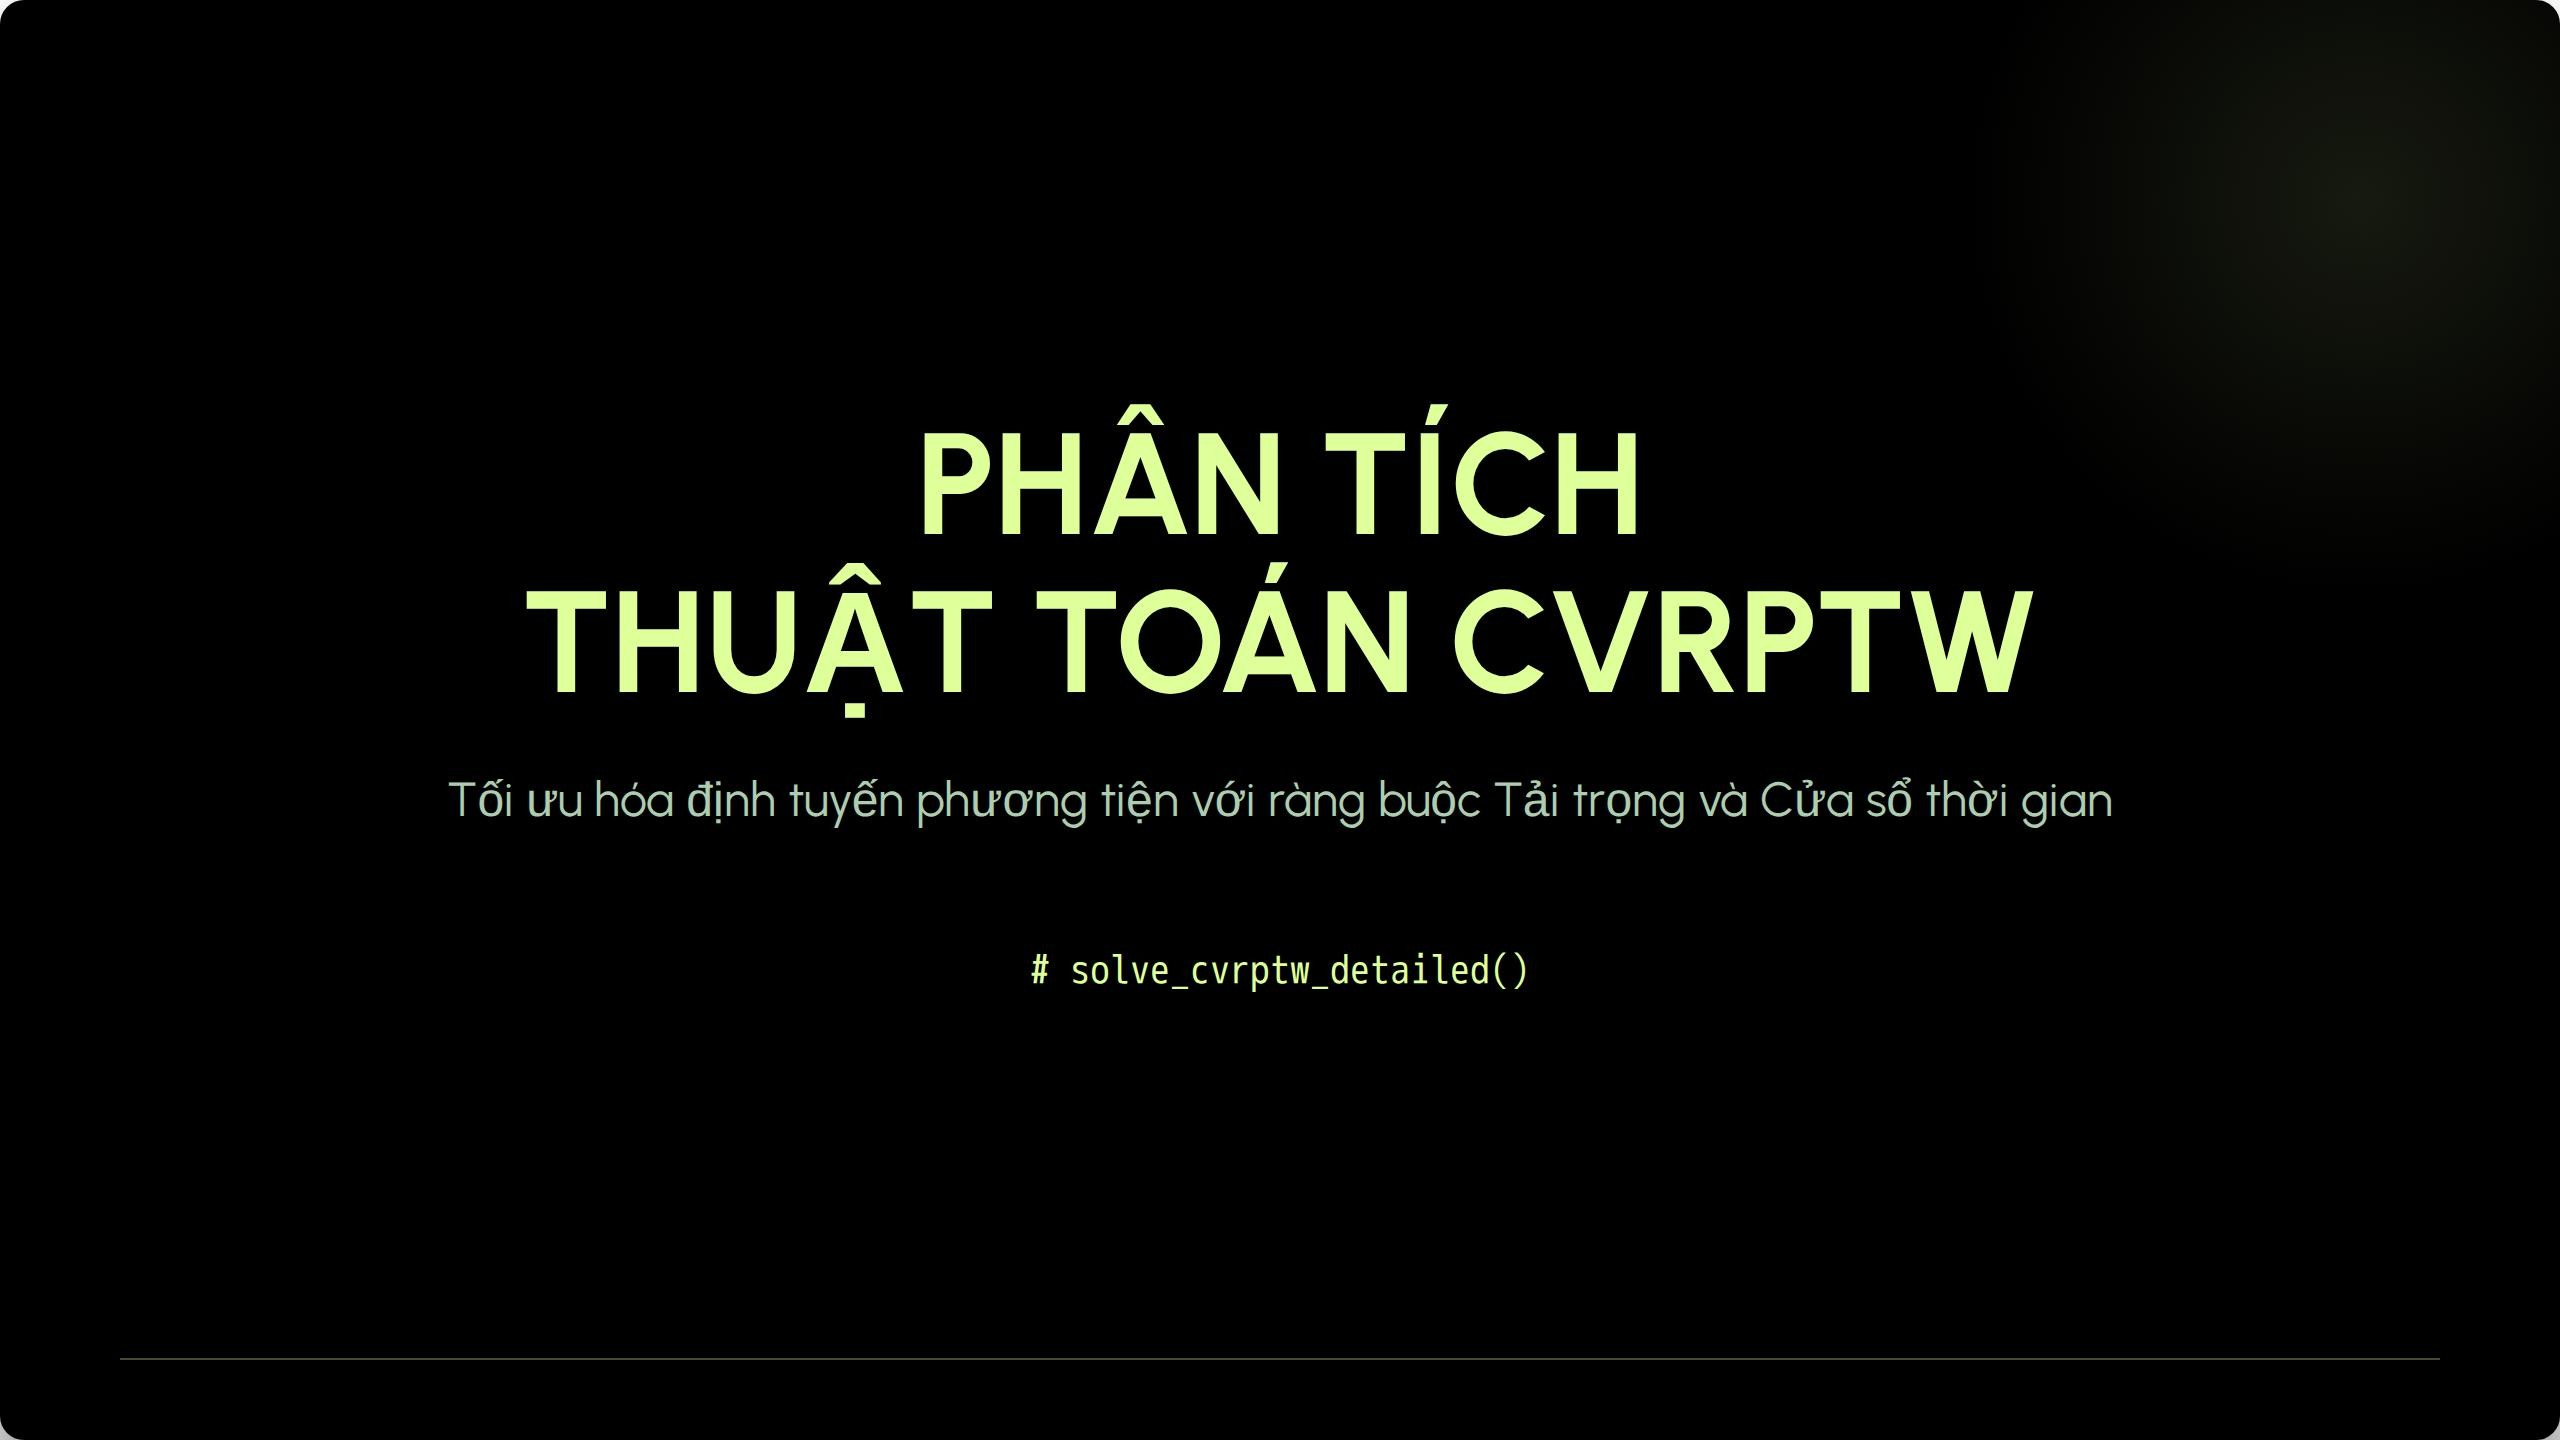 PHÂN TÍCH
THUẬT TOÁN CVRPTW
Tối ưu hóa định tuyến phương tiện với ràng buộc Tải trọng và Cửa sổ thời gian
# solve_cvrptw_detailed()